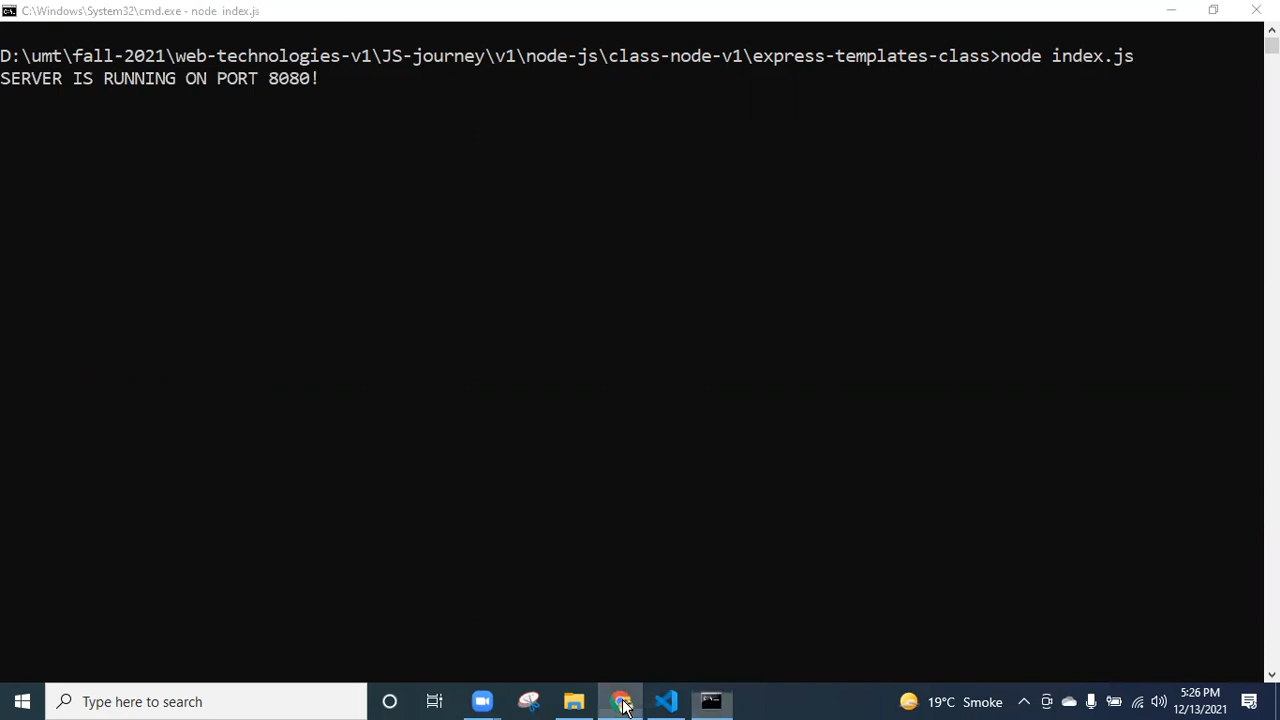 C:\Windows\System32\cmd.exe - node index.js
D:\umt\fall-2021\web-technologies-v1\JS-journey\v1\node-js\class-node-v1\express-templates-class>node index.js
SERVER IS RUNNING ON PORT 8080!
Type here to search
19°C Smoke
5:26 PM
12/13/2021